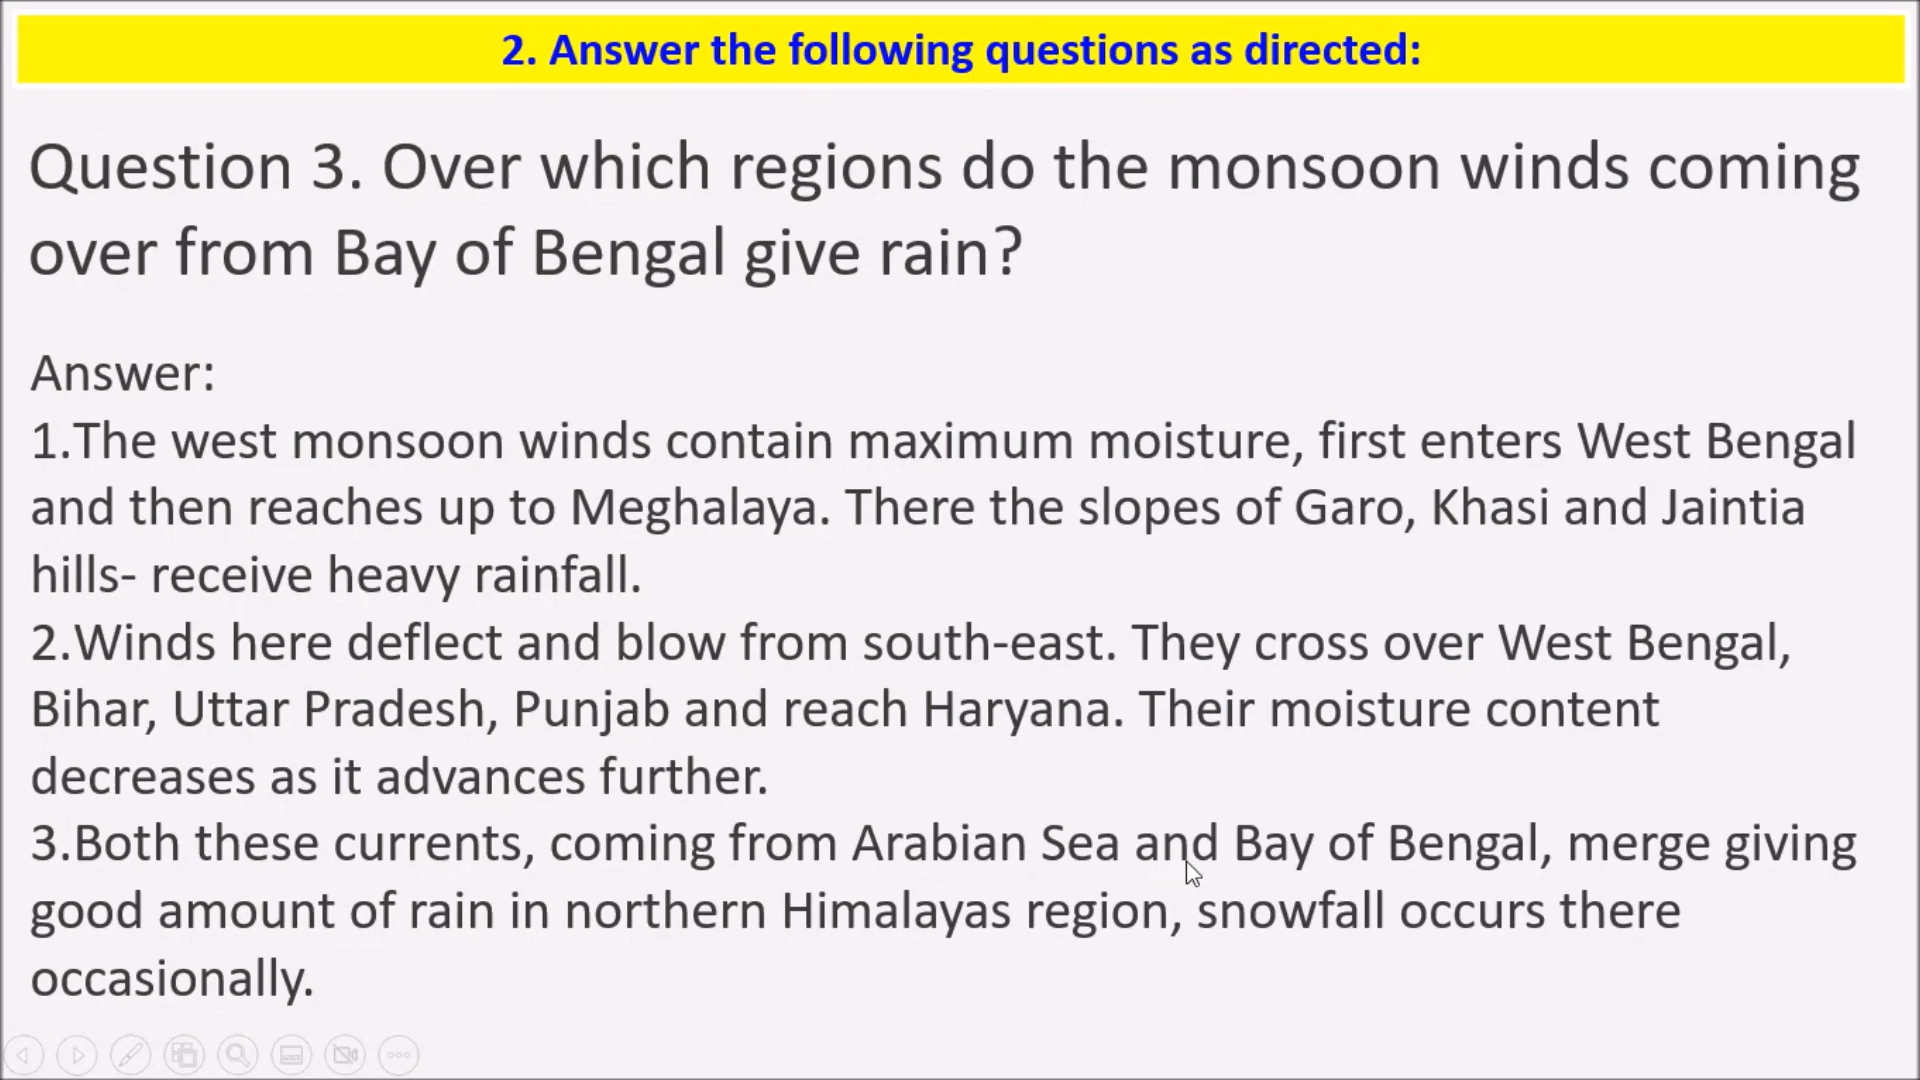 2. Answer the following questions as directed:
Question 3. Over which regions do the monsoon winds coming
over from Bay of Bengal give rain?
Answer:
1.The west monsoon winds contain maximum moisture, first enters West Bengal
and then reaches up to Meghalaya. There the slopes of Garo, Khasi and Jaintia
hills- receive heavy rainfall.
2.Winds here deflect and blow from south-east. They cross over West Bengal,
Bihar, Uttar Pradesh, Punjab and reach Haryana. Their moisture content
decreases as it advances further.
3.Both these currents, coming from Arabian Sea and Bay of Bengal, merge giving
good amount of rain in northern Himalayas region, snowfall occurs there
occasionally.